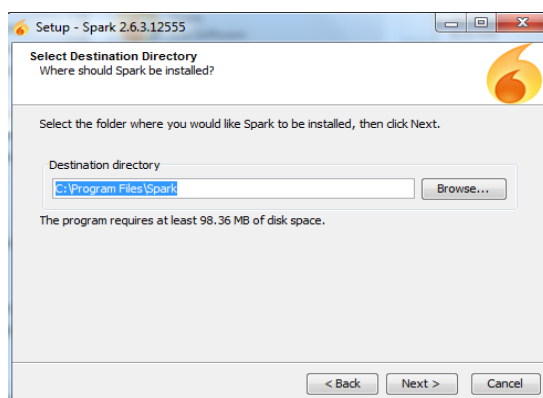 Setup - Spark 2.6.3.12555
Select Destination Directory
Where should Spark be installed?
Select the folder where you would like Spark to be installed, then click Next.
Destination directory
C:\Program Files\Spark
Browse...
The program requires at least 98.36 MB of disk space.
< Back
Next >
Cancel